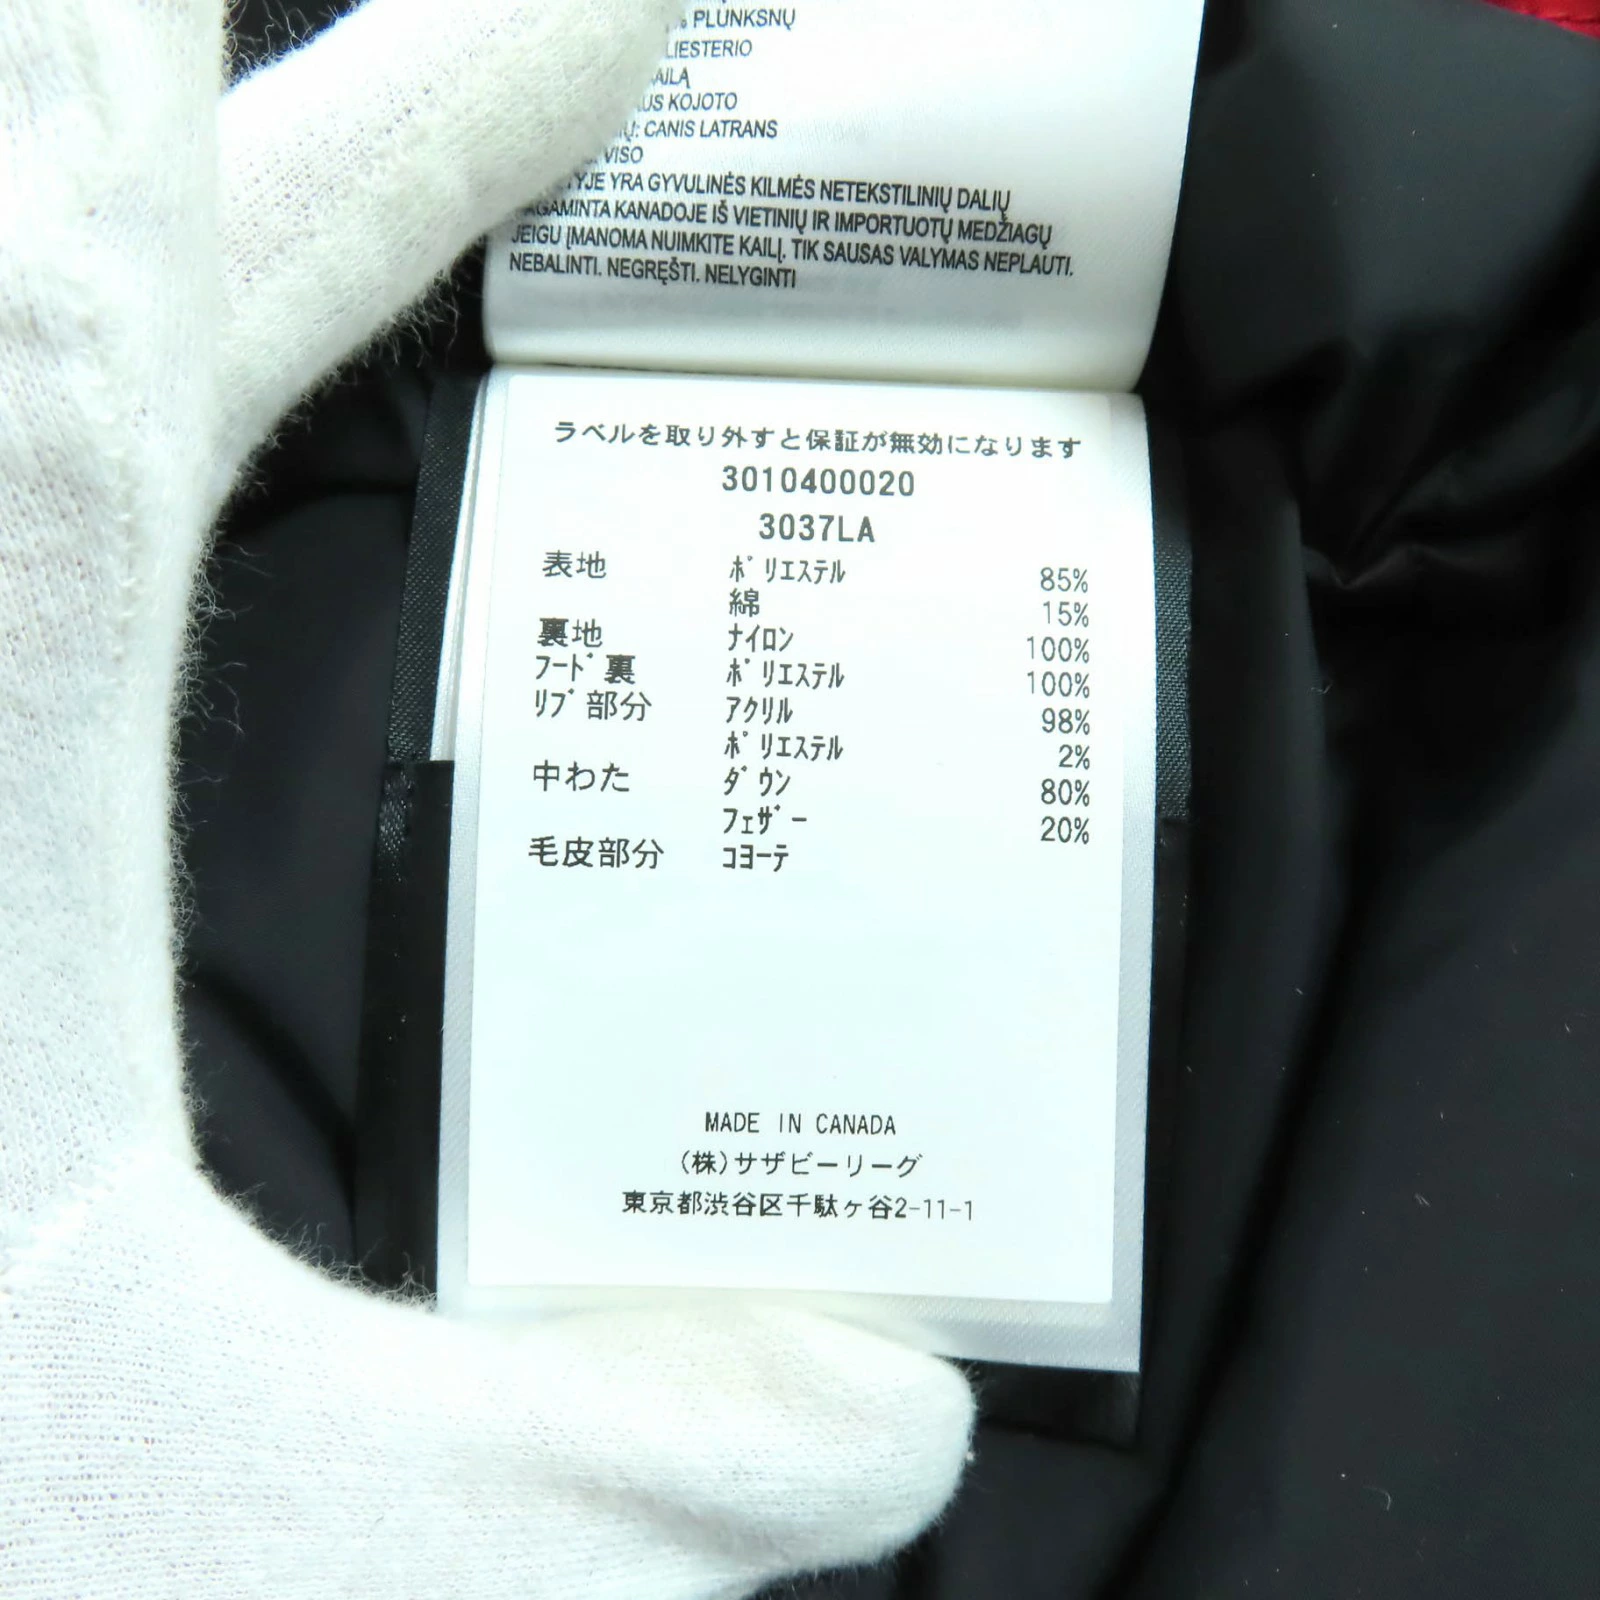 % PLUNKSNŲ
KOJOTO
CANIS LATRANS
VISO
YRA GYVULINĖS KILMĖS NETEKSTILINIŲ DALIŲ
PAGAMINTA KANADOJE IŠ VIETINIŲ IR IMPORTUOTŲ MEDŽIAGŲ
JEIGU ĮMANOMA NUIMKITE KAILĮ. TIK SAUSAS VALYMAS NEPLAUTI.
NEBALINTI. NEGRĘŠTI. NELYGINTI
ラベルを取り外すと保証が無効になります
3010400020
3037LA
表地 ﾎﾟﾘｴｽﾃﾙ 85%
綿 15%
裏地 ﾅｲﾛﾝ 100%
ﾌｰﾄﾞ裏 ﾎﾟﾘｴｽﾃﾙ 100%
ﾘﾌﾞ部分 ｱｸﾘﾙ 98%
ﾎﾟﾘｴｽﾃﾙ 2%
中わた ﾀﾞｳﾝ 80%
ﾌｪｻﾞｰ 20%
毛皮部分 ｺﾖｰﾃ
MADE IN CANADA
(株)サザビーリーグ
東京都渋谷区千駄ヶ谷2-11-1